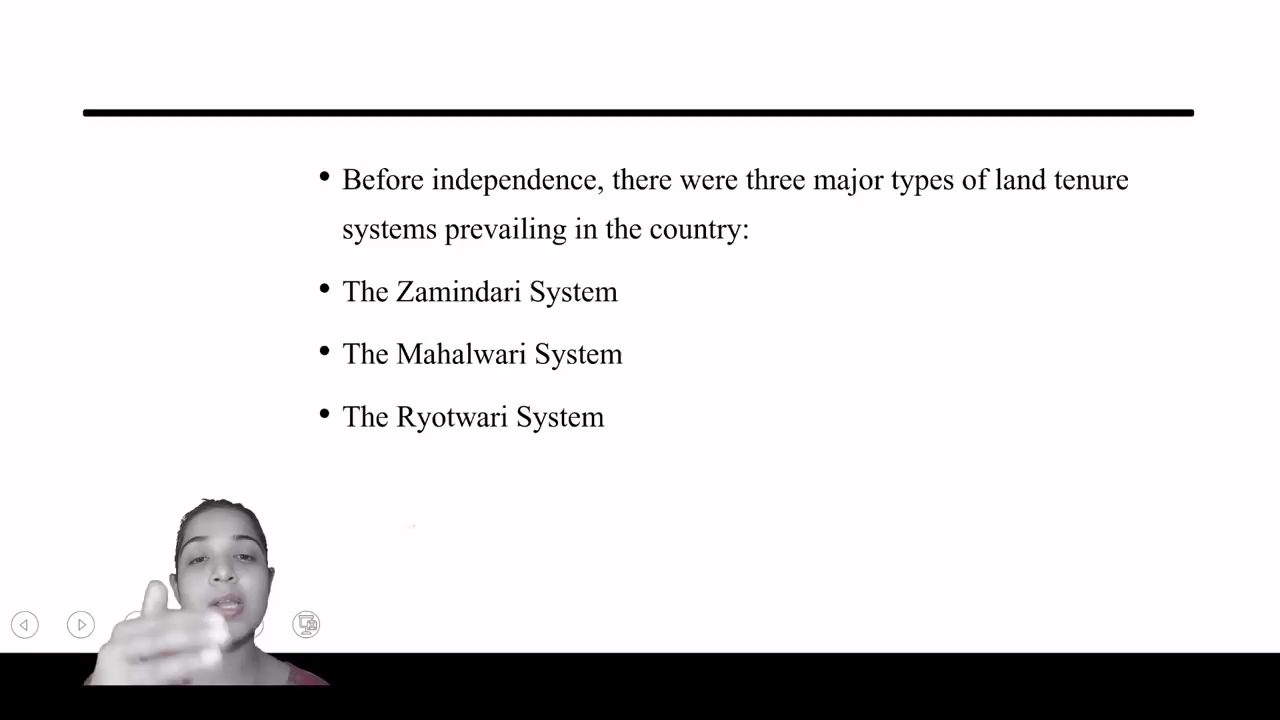 • Before independence, there were three major types of land tenure
systems prevailing in the country:
• The Zamindari System
• The Mahalwari System
• The Ryotwari System